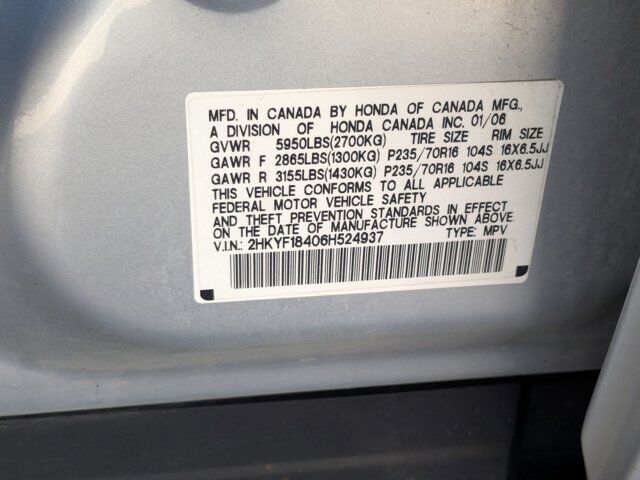 MFD. IN CANADA BY HONDA OF CANADA MFG.,
A DIVISION OF HONDA CANADA INC. 01/06
GVWR 5950LBS(2700KG) TIRE SIZE RIM SIZE
GAWR F 2865LBS(1300KG) P235/70R16 104S 16X6.5JJ
GAWR R 3155LBS(1430KG) P235/70R16 104S 16X6.5JJ
THIS VEHICLE CONFORMS TO ALL APPLICABLE
FEDERAL MOTOR VEHICLE SAFETY
AND THEFT PREVENTION STANDARDS IN EFFECT
ON THE DATE OF MANUFACTURE SHOWN ABOVE.
V.I.N.: 2HKYF18406H524937 TYPE: MPV